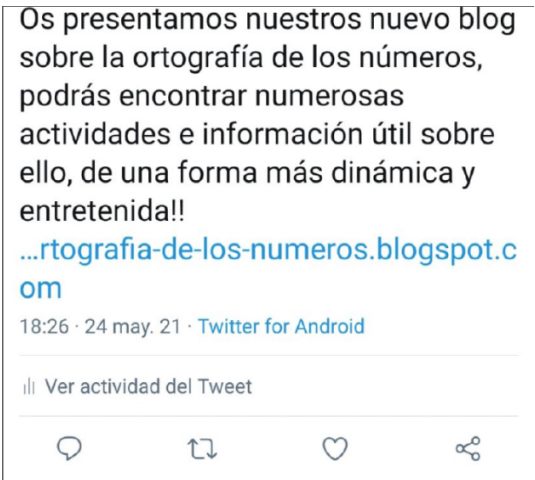 Os presentamos nuestros nuevo blog
sobre la ortografía de los números,
podrás encontrar numerosas
actividades e información útil sobre
ello, de una forma más dinámica y
entretenida!!
...rtografia-de-los-numeros.blogspot.c
om
18:26 · 24 may. 21 · Twitter for Android
Ver actividad del Tweet